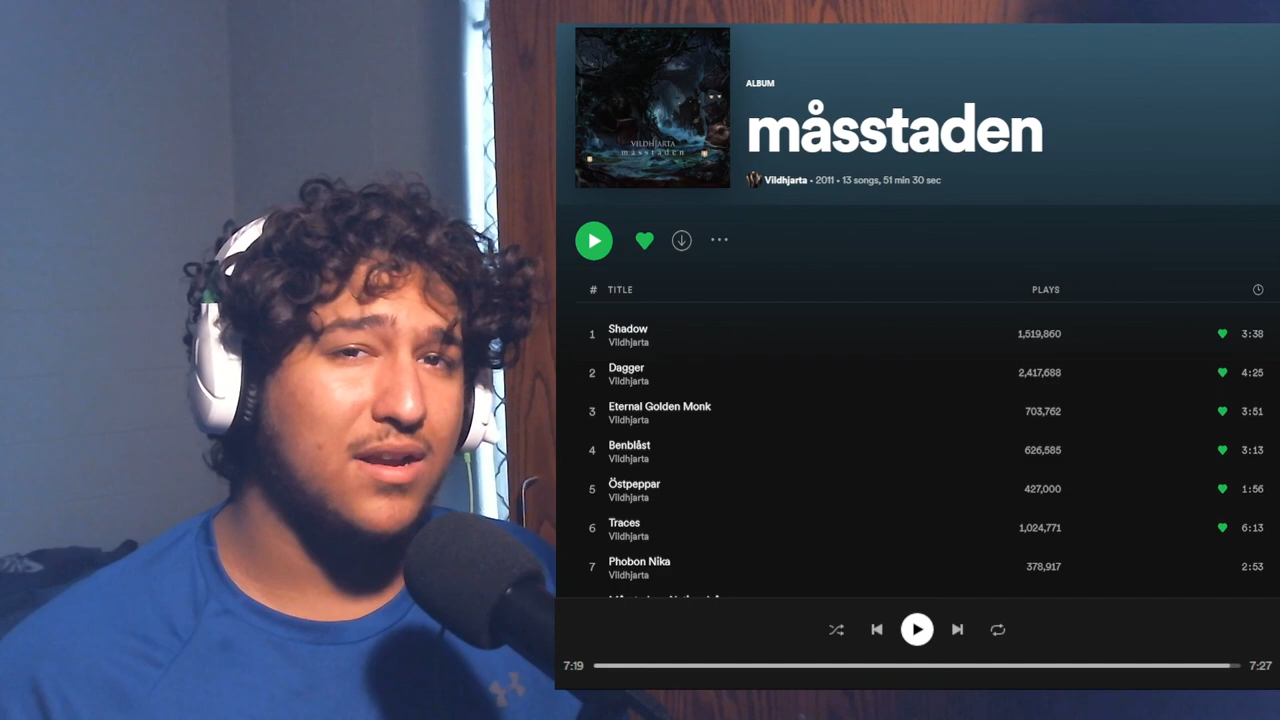 VILDHJARTA
måsstaden
ALBUM
måsstaden
Vildhjarta • 2011 • 13 songs, 51 min 30 sec
# TITLE PLAYS
1 Shadow 1,519,860 3:38
Vildhjarta
2 Dagger 2,417,688 4:25
Vildhjarta
3 Eternal Golden Monk 703,762 3:51
Vildhjarta
4 Benblåst 626,585 3:13
Vildhjarta
5 Östpeppar 427,000 1:56
Vildhjarta
6 Traces 1,024,771 6:13
Vildhjarta
7 Phobon Nika 378,917 2:53
Vildhjarta
7:19 7:27